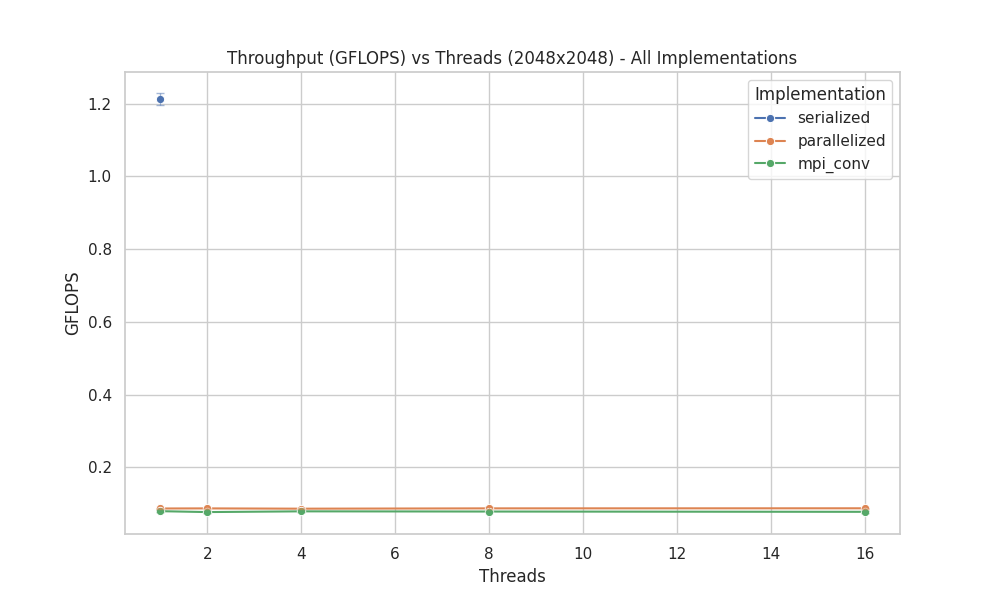 Throughput (GFLOPS) vs Threads (2048x2048) - All Implementations
Implementation
serialized
parallelized
mpi_conv
GFLOPS
1.2
1.0
0.8
0.6
0.4
0.2
2 4 6 8 10 12 14 16
Threads